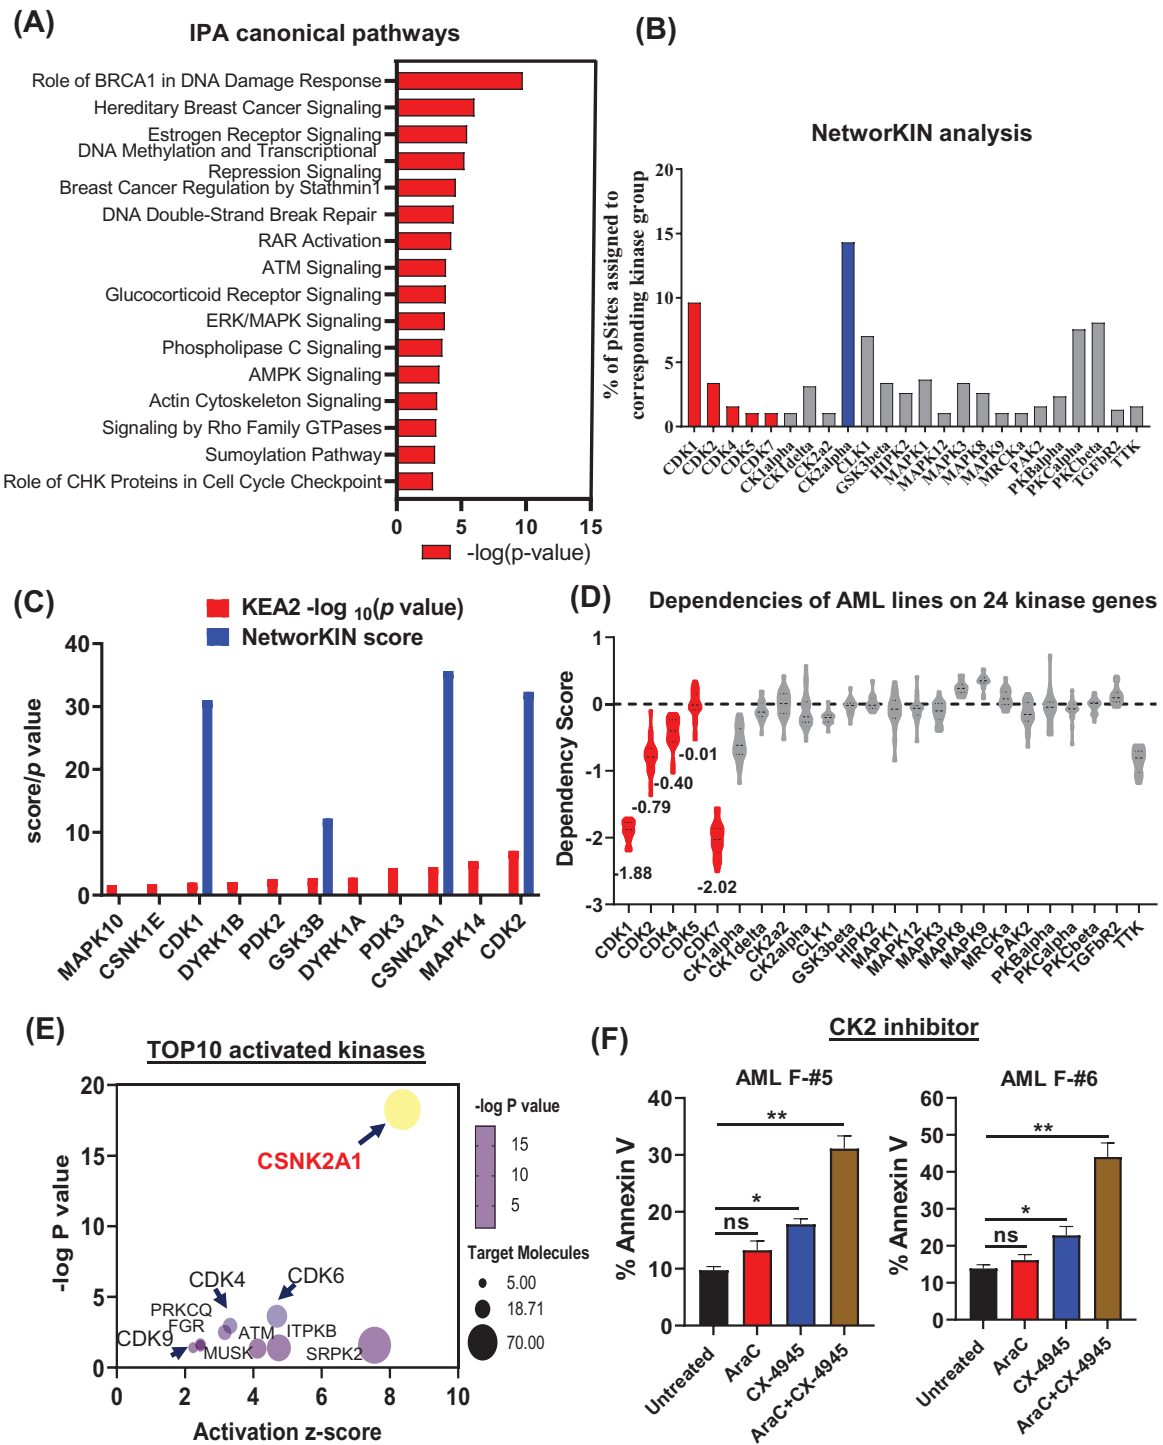 (A)
IPA canonical pathways
Role of BRCA1 in DNA Damage Response
Hereditary Breast Cancer Signaling
Estrogen Receptor Signaling
DNA Methylation and Transcriptional
Repression Signaling
Breast Cancer Regulation by Stathmin1
DNA Double-Strand Break Repair
RAR Activation
ATM Signaling
Glucocorticoid Receptor Signaling
ERK/MAPK Signaling
Phospholipase C Signaling
AMPK Signaling
Actin Cytoskeleton Signaling
Signaling by Rho Family GTPases
Sumoylation Pathway
Role of CHK Proteins in Cell Cycle Checkpoint
0 5 10 15
-log(p-value)
(B)
NetworKIN analysis
% of pSites assigned to
corresponding kinase group
20
15
10
5
0
CDK1
CDK2
CDK4
CDK5
CDK7
CK1alpha
CK1delta
CK2a2
CK2alpha
CLK1
GSK3beta
HIPK2
MAPK1
MAPK12
MAPK3
MAPK8
MAPK9
MRCKa
PAK2
PKBalpha
PKCalpha
PKCbeta
TGFbR2
TTK
(C)
KEA2 -log 10(p value)
NetworKIN score
score/p value
40
30
20
10
0
MAPK10
CSNK1E
CDK1
DYRK1B
PDK2
GSK3B
DYRK1A
PDK3
CSNK2A1
MAPK14
CDK2
(D)
Dependencies of AML lines on 24 kinase genes
Dependency Score
1
0
-1
-2
-3
-1.88
-0.79
-0.40
-0.01
-2.02
CDK1
CDK2
CDK4
CDK5
CDK7
CK1alpha
CK1delta
CK2a2
CK2alpha
CLK1
GSK3beta
HIPK2
MAPK1
MAPK12
MAPK3
MAPK8
MAPK9
MRCKa
PAK2
PKBalpha
PKCalpha
PKCbeta
TGFbR2
TTK
(E)
TOP10 activated kinases
-log P value
20
15
10
5
0
CSNK2A1
CDK4
CDK6
PRKCQ
FGR
CDK9
ATM
ITPKB
MUSK
SRPK2
0 2 4 6 8 10
Activation z-score
-log P value
15
10
5
Target Molecules
5.00
18.71
70.00
(F)
CK2 inhibitor
AML F-#5
% Annexin V
40
30
20
10
0
**
*
ns
Untreated
AraC
CX-4945
AraC+CX-4945
AML F-#6
% Annexin V
60
50
40
30
20
10
0
**
*
ns
Untreated
AraC
CX-4945
AraC+CX-4945